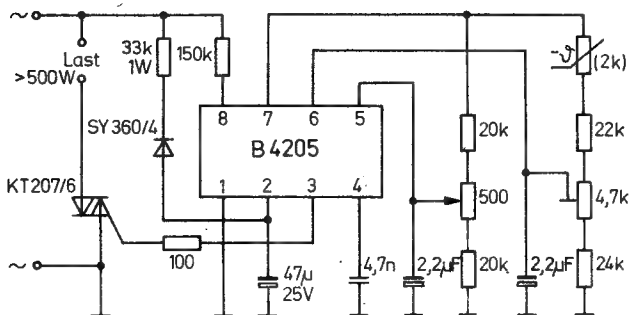 ~
Last
>500W
33k
1W
150k
SY360/4
8 7 6 5
B4205
1 2 3 4
KT207/6
100
~
47µ
25V
4,7n
2,2µF
20k
500
20k
2,2µF
-ϑ
(2k)
22k
4,7k
24k